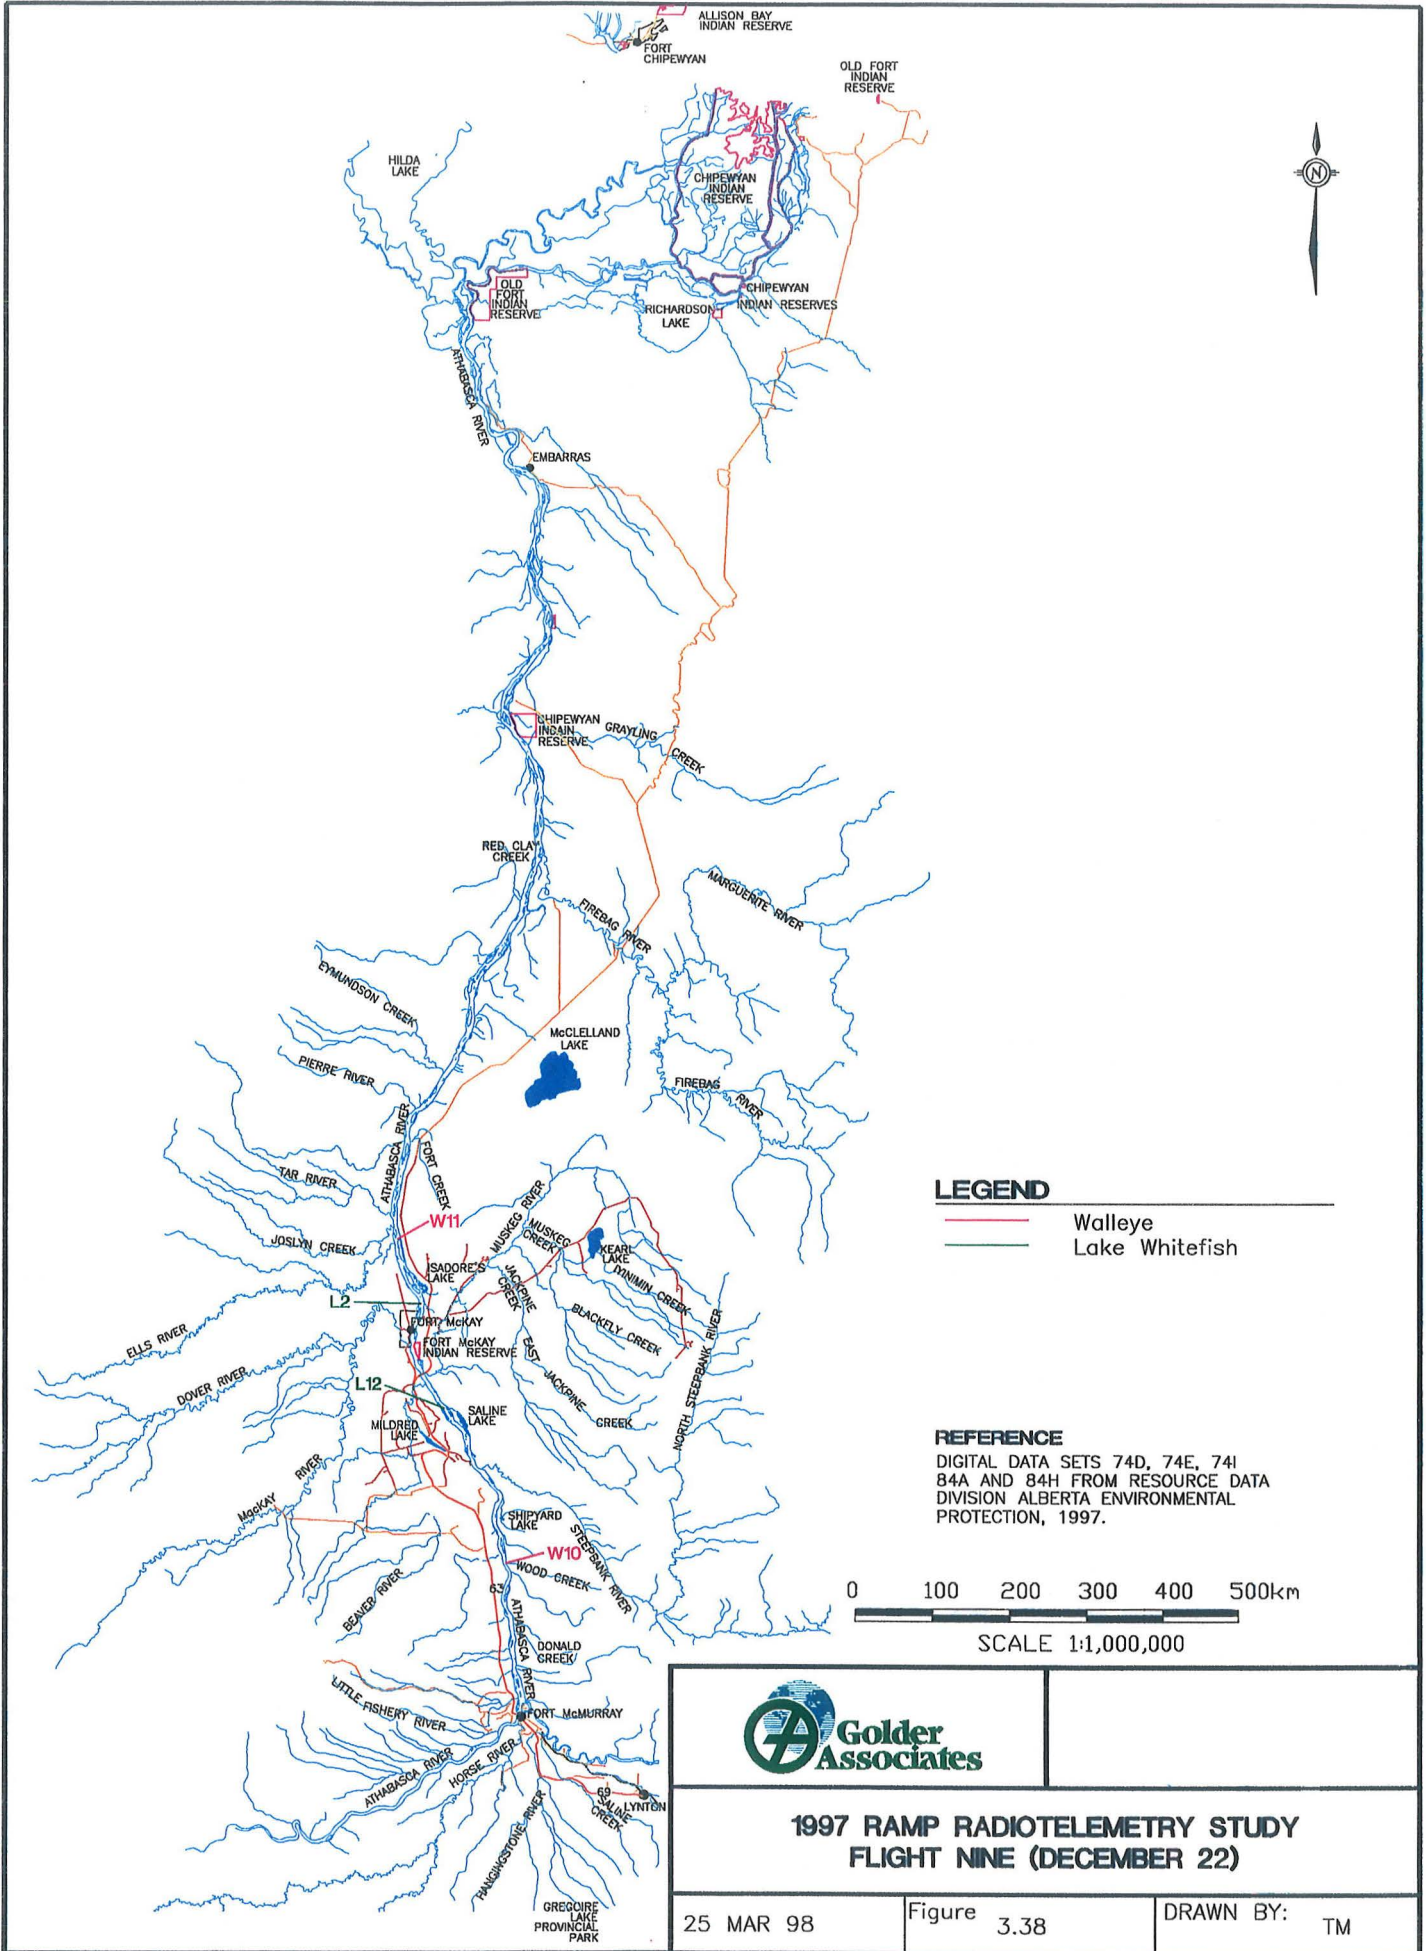 ALLISON BAY
INDIAN RESERVE
FORT
CHIPEWYAN
OLD FORT
INDIAN
RESERVE
HILDA
LAKE
N
CHIPEWYAN
INDIAN
RESERVE
OLD
FORT
INDIAN
RESERVE
CHIPEWYAN
INDIAN RESERVES
RICHARDSON
LAKE
ATHABASCA RIVER
EMBARRAS
CHIPEWYAN
INDAIN
RESERVE
GRAYLING CREEK
RED CLAY
CREEK
MARGUERITE RIVER
FIREBAG RIVER
EYMUNDSON CREEK
McCLELLAND
LAKE
PIERRE RIVER
FIREBAG RIVER
ATHABASCA RIVER
FORT CREEK
TAR RIVER
W11
MUSKEG RIVER
MUSKEG
CREEK
JOSLYN CREEK
KEARL
LAKE
ISADORE'S
LAKE
JACKPINE
CREEK
IYINIMIN CREEK
L2
FORT McKAY
BLACKFLY CREEK
ELLS RIVER
FORT McKAY
INDIAN RESERVE
EAST JACKPINE CREEK
NORTH STEEPBANK RIVER
DOVER RIVER
L12
SALINE
LAKE
MILDRED
LAKE
MacKAY RIVER
SHIPYARD
LAKE
STEEPBANK RIVER
W10
WOOD CREEK
BEAVER RIVER
63
ATHABASCA RIVER
DONALD
CREEK
LITTLE FISHERY RIVER
FORT McMURRAY
ATHABASCA RIVER
HORSE RIVER
69
SALINE
CREEK
LYNTON
HANGINGSTONE RIVER
GREGOIRE
LAKE
PROVINCIAL
PARK
LEGEND
Walleye
Lake Whitefish
REFERENCE
DIGITAL DATA SETS 74D, 74E, 74I
84A AND 84H FROM RESOURCE DATA
DIVISION ALBERTA ENVIRONMENTAL
PROTECTION, 1997.
0 100 200 300 400 500km
SCALE 1:1,000,000
Golder
Associates
1997 RAMP RADIOTELEMETRY STUDY
FLIGHT NINE (DECEMBER 22)
25 MAR 98
Figure 3.38
DRAWN BY: TM